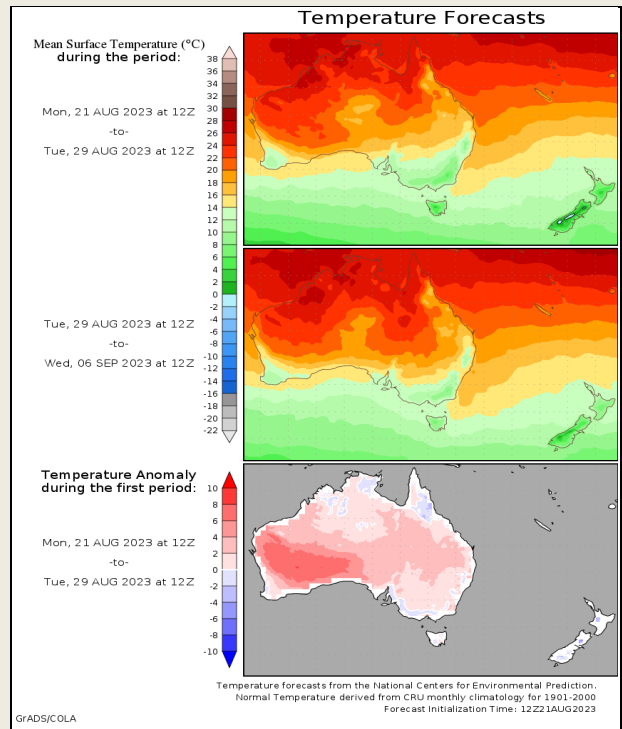 Temperature Forecasts
Mean Surface Temperature (°C)
during the period:
38
36
34
32
30
28
26
24
22
20
18
16
14
12
10
8
6
4
2
0
-2
-4
-6
-8
-10
-12
-14
-16
-18
-20
-22
Mon, 21 AUG 2023 at 12Z
-to-
Tue, 29 AUG 2023 at 12Z
Tue, 29 AUG 2023 at 12Z
-to-
Wed, 06 SEP 2023 at 12Z
Temperature Anomaly
during the first period:
10
8
6
4
2
0
-2
-4
-6
-8
-10
Mon, 21 AUG 2023 at 12Z
-to-
Tue, 29 AUG 2023 at 12Z
Temperature forecasts from the National Centers for Environmental Prediction.
Normal Temperature derived from CRU monthly climatology for 1901-2000
Forecast Initialization Time: 12Z21AUG2023
GrADS/COLA